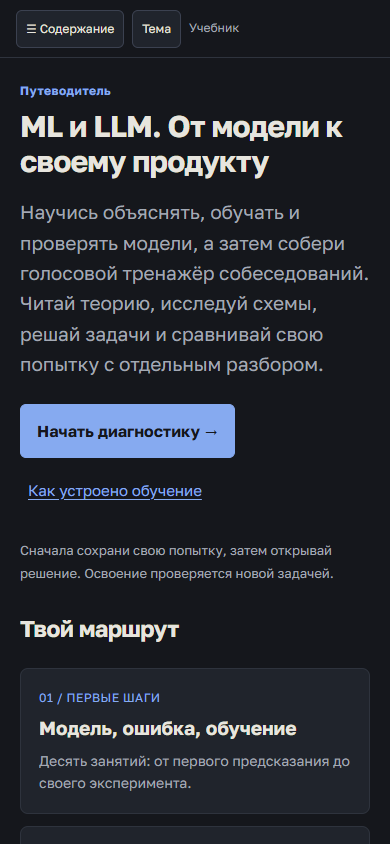 ☰ Содержание Тема Учебник
Путеводитель
ML и LLM. От модели к
своему продукту
Научись объяснять, обучать и
проверять модели, а затем собери
голосовой тренажёр собеседований.
Читай теорию, исследуй схемы,
решай задачи и сравнивай свою
попытку с отдельным разбором.
Начать диагностику →
Как устроено обучение
Сначала сохрани свою попытку, затем открывай
решение. Освоение проверяется новой задачей.
Твой маршрут
01 / ПЕРВЫЕ ШАГИ
Модель, ошибка, обучение
Десять занятий: от первого предсказания до
своего эксперимента.